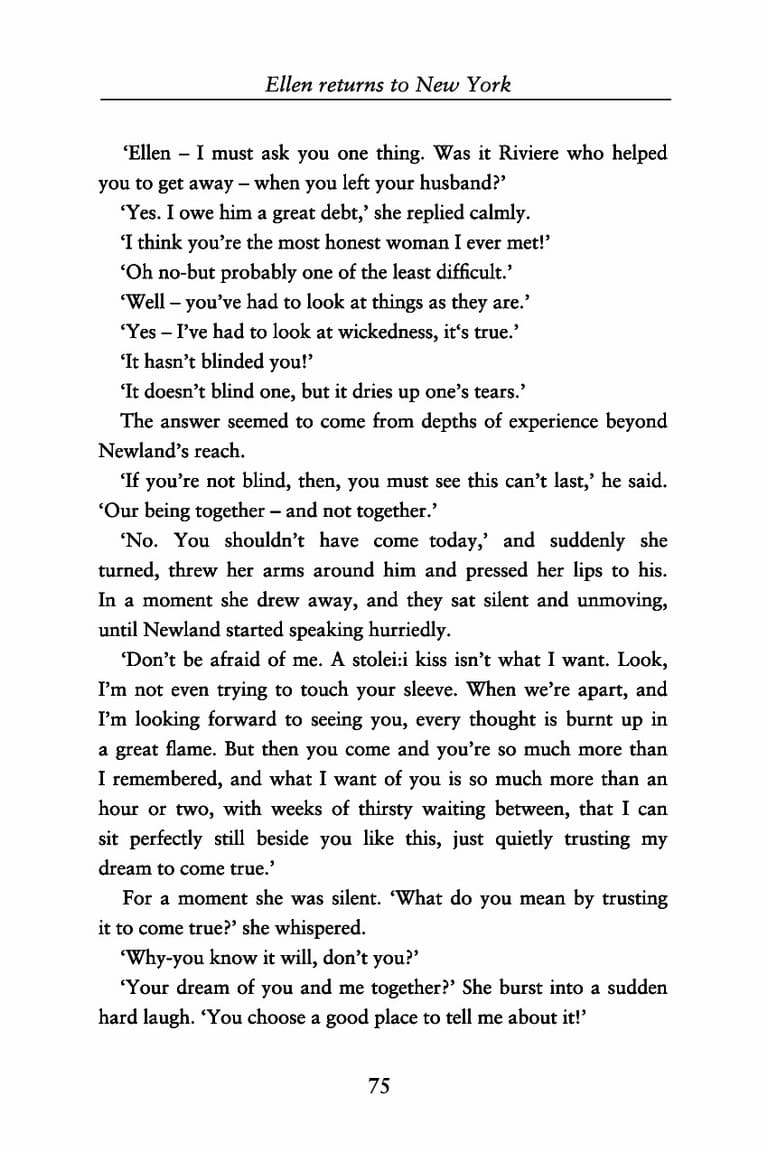 Ellen returns to New York
‘Ellen – I must ask you one thing. Was it Riviere who helped
you to get away – when you left your husband?’
‘Yes. I owe him a great debt,’ she replied calmly.
‘I think you’re the most honest woman I ever met!’
‘Oh no-but probably one of the least difficult.’
‘Well – you’ve had to look at things as they are.’
‘Yes – I’ve had to look at wickedness, it‘s true.’
‘It hasn’t blinded you!’
‘It doesn’t blind one, but it dries up one’s tears.’
The answer seemed to come from depths of experience beyond
Newland’s reach.
‘If you’re not blind, then, you must see this can’t last,’ he said.
‘Our being together – and not together.’
‘No. You shouldn’t have come today,’ and suddenly she
turned, threw her arms around him and pressed her lips to his.
In a moment she drew away, and they sat silent and unmoving,
until Newland started speaking hurriedly.
‘Don’t be afraid of me. A stolei:i kiss isn’t what I want. Look,
I’m not even trying to touch your sleeve. When we’re apart, and
I’m looking forward to seeing you, every thought is burnt up in
a great flame. But then you come and you’re so much more than
I remembered, and what I want of you is so much more than an
hour or two, with weeks of thirsty waiting between, that I can
sit perfectly still beside you like this, just quietly trusting my
dream to come true.’
For a moment she was silent. ‘What do you mean by trusting
it to come true?’ she whispered.
‘Why-you know it will, don’t you?’
‘Your dream of you and me together?’ She burst into a sudden
hard laugh. ‘You choose a good place to tell me about it!’
75